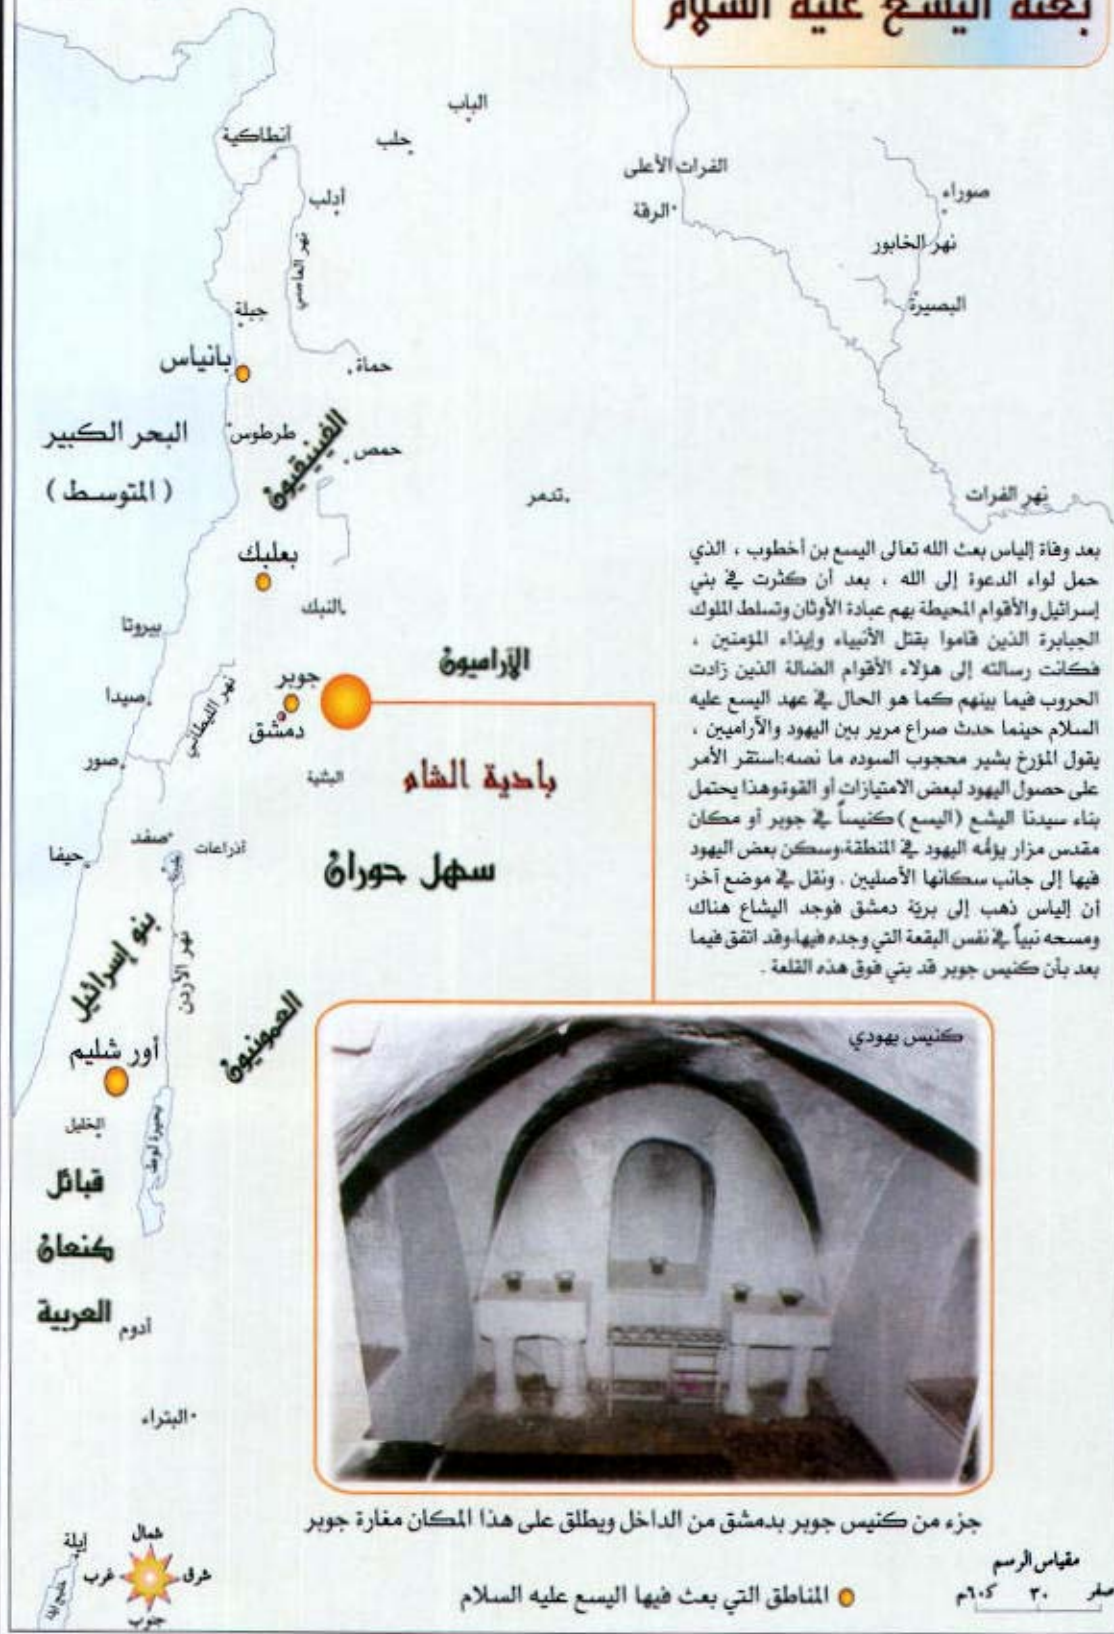 بعثة اليسع عليه السلام
الباب
حلب
أنطاكية
أدلب
الفرات الأعلى
الرقة
صوراء
نهر الخابور
البصيرة
نهر العاصي
جبلة
بانياس
حماة
البحر الكبير
(المتوسط)
طرطوس
الفينيقيون
حمص
تدمر
نهر الفرات
بعلبك
النبك
بيروتا
بعد وفاة إلياس بعث الله تعالى اليسع بن أخطوب ، الذي
حمل لواء الدعوة إلى الله ، بعد أن كثرت في بني
إسرائيل والأقوام المحيطة بهم عبادة الأوثان وتسلط الملوك
الجبابرة الذين قاموا بقتل الأنبياء وإيذاء المؤمنين ،
فكانت رسالته إلى هؤلاء الأقوام الضالة الذين زادت
الحروب فيما بينهم كما هو الحال في عهد اليسع عليه
السلام حينما حدث صراع مرير بين اليهود والآراميين ،
يقول المؤرخ بشير محجوب السوده ما نصه:استقر الأمر
على حصول اليهود لبعض الامتيازات أو القوةوهذا يحتمل
بناء سيدنا اليشع (اليسع) كنيساً في جوبر أو مكان
مقدس مزار يؤمُّه اليهود في المنطقة،وسكن بعض اليهود
فيها إلى جانب سكانها الأصليين . ونقل في موضع آخر:
أن إلياس ذهب إلى بريّة دمشق فوجد اليشاع هناك
ومسحه نبياً في نفس البقعة التي وجده فيها،وقد اتفق فيما
بعد بأن كنيس جوبر قد بني فوق هذه القلعة .
الآراميون
جوبر
دمشق
صيدا
نهر الليطاني
صور
البثنية
بادية الشام
صفد
أذراعات
حيفا
سهل حوران
بنو إسرائيل
نهر الأردن
العمونيون
أور شليم
الخليل
بحيرة لوط
قبائل
كنعان
العربية
أدوم
البتراء
كنيس يهودي
جزء من كنيس جوبر بدمشق من الداخل ويطلق على هذا المكان مغارة جوبر
المناطق التي بعث فيها اليسع عليه السلام
إيلة
خليج إيلة
شمال
غرب
شرق
جنوب
مقياس الرسم
صفر ٣٠ ٦٠كم